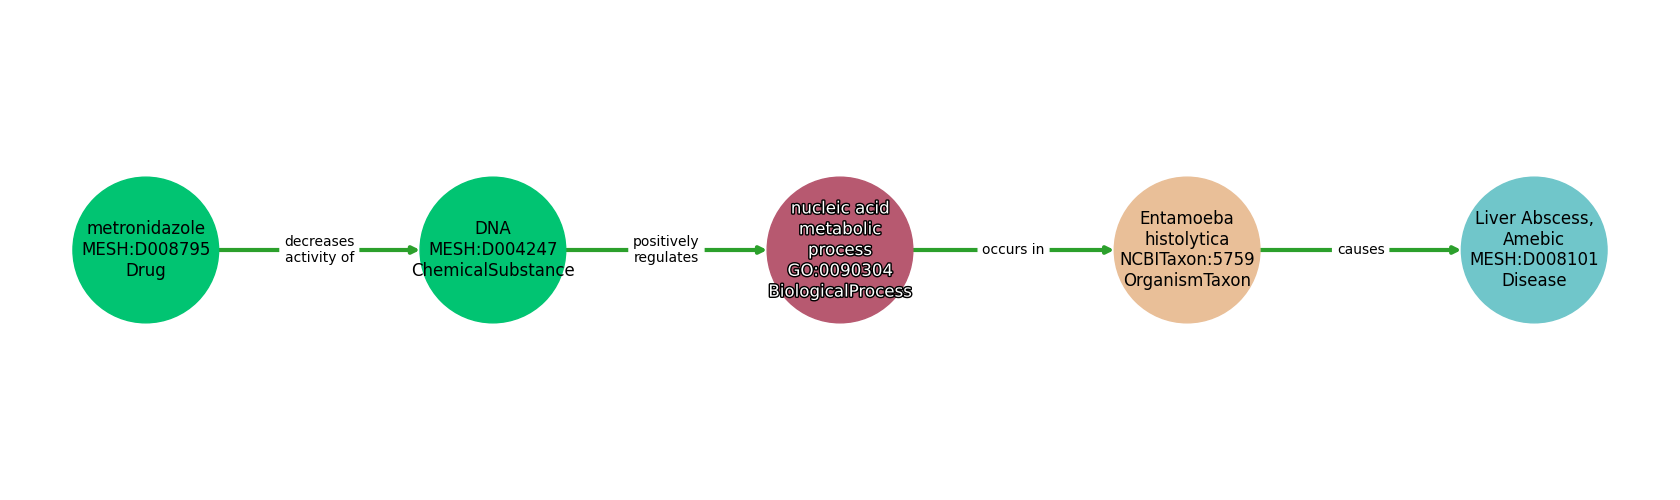 metronidazole
MESH:D008795
Drug
decreases
activity of
DNA
MESH:D004247
ChemicalSubstance
positively
regulates
nucleic acid
metabolic
process
GO:0090304
BiologicalProcess
occurs in
Entamoeba
histolytica
NCBITaxon:5759
OrganismTaxon
causes
Liver Abscess,
Amebic
MESH:D008101
Disease